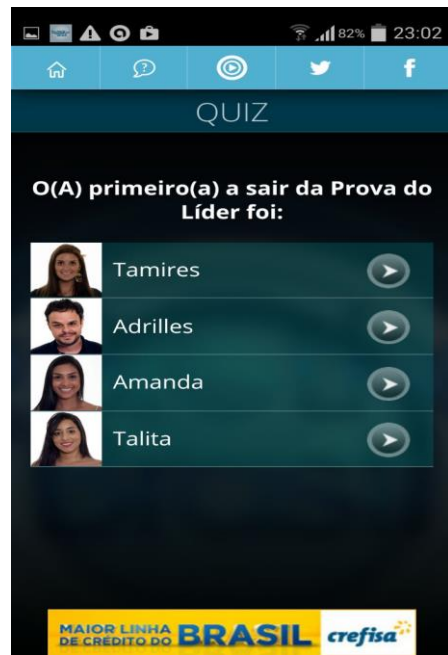 82% 23:02
QUIZ
O(A) primeiro(a) a sair da Prova do
Líder foi:
Tamires
Adrilles
Amanda
Talita
MAIOR LINHA
DE CRÉDITO DO
BRASIL
crefisa